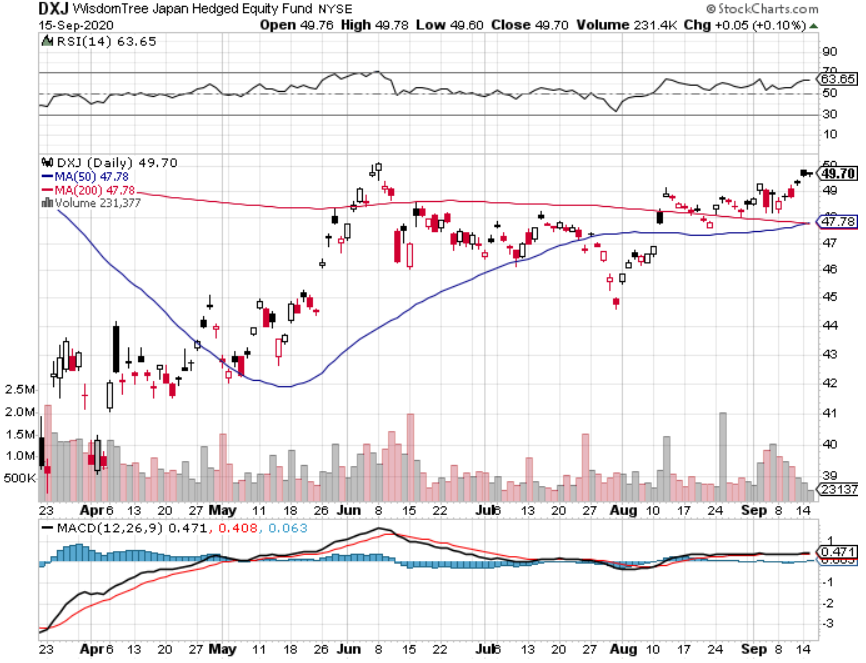 DXJ WisdomTree Japan Hedged Equity Fund NYSE © StockCharts.com
15-Sep-2020 Open 49.76 High 49.78 Low 49.60 Close 49.70 Volume 231.4K Chg +0.05 (+0.10%)
RSI(14) 63.65
90
70
63.65
50
30
10
DXJ (Daily) 49.70
MA(50) 47.78
MA(200) 47.78
Volume 231,377
50
49.70
49
48
47.78
47
46
45
44
43
42
41
40
39
2.5M
2.0M
1.5M
1.0M
500K
23137
23 Apr 6 13 20 27 May 11 18 26 Jun 8 15 22 Jul 6 13 20 27 Aug 10 17 24 Sep 8 14
MACD(12,26,9) 0.471, 0.408, 0.063
1
0.471
-1
-2
-3
23 Apr 6 13 20 27 May 11 18 26 Jun 8 15 22 Jul 6 13 20 27 Aug 10 17 24 Sep 8 14